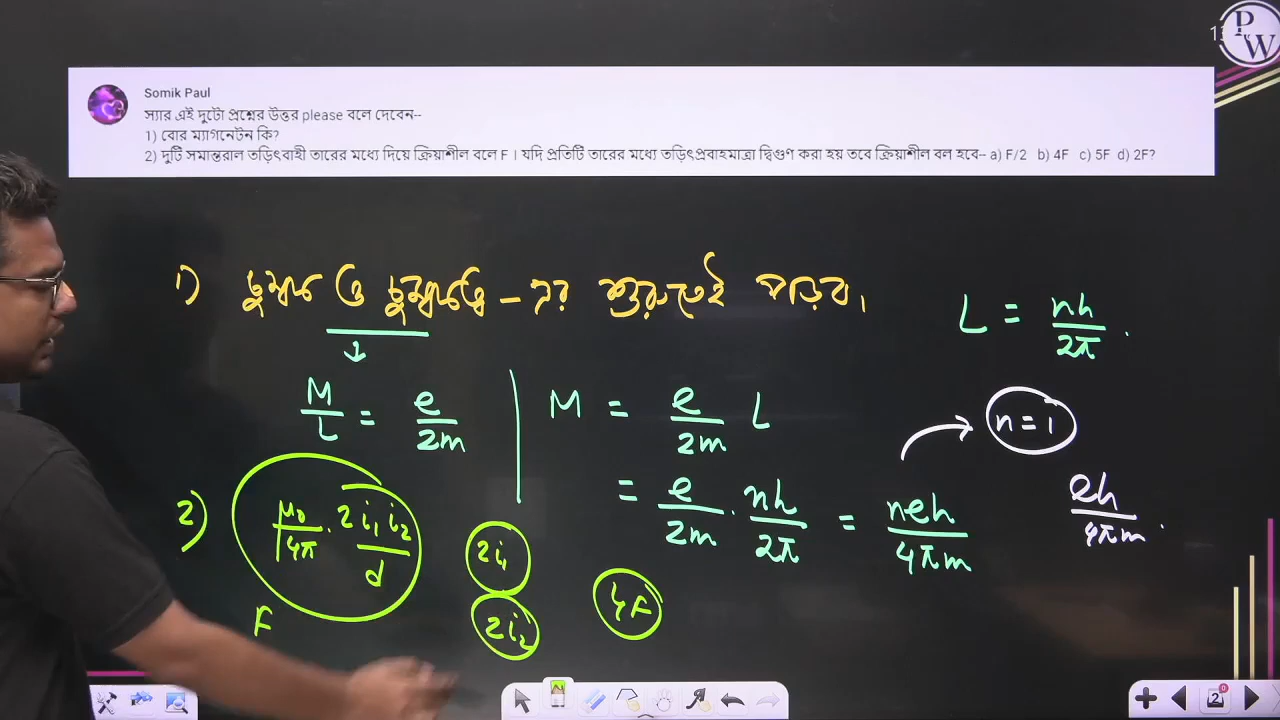 P
W
Somik Paul
স্যার এই দুটো প্রশ্নের উত্তর please বলে দেবেন--
1) বোর ম্যাগনেটন কি?
2) দুটি সমান্তরাল তড়িৎবাহী তারের মধ্যে দিয়ে ক্রিয়াশীল বলে F । যদি প্রতিটি তারের মধ্যে তড়িৎপ্রবাহমাত্রা দ্বিগুণ করা হয় তবে ক্রিয়াশীল বল হবে-- a) F/2 b) 4F c) 5F d) 2F?
1) চুম্বক ও চুম্বকত্ব - এর শুরুতেই পড়াব।
L = nh/2π .
↓
M/L = e/2m
M = e/2m L
n = 1
= e/2m . nh/2π = neh/4πm
eh/4πm .
2) μ0/4π . 2i1i2/d
2i1
2i2
4F
F
2